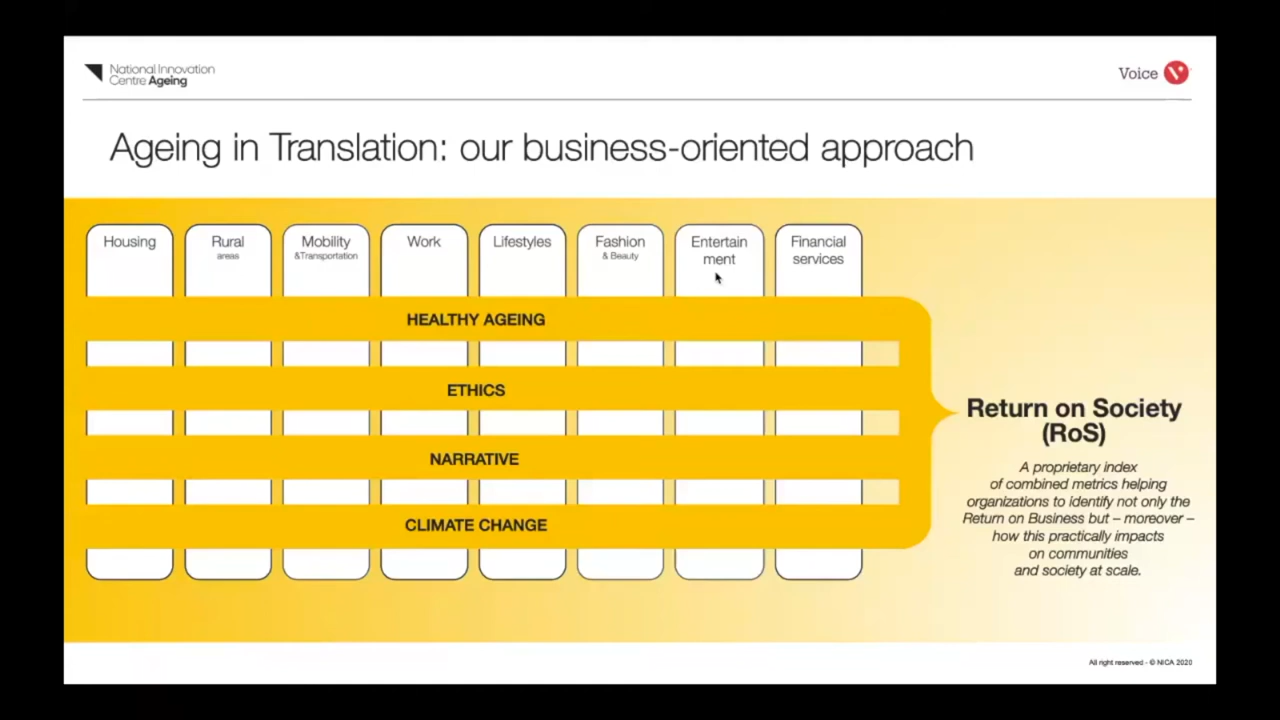 National Innovation
Centre Ageing
Voice
Ageing in Translation: our business-oriented approach
Housing
Rural
areas
Mobility
&Transportation
Work
Lifestyles
Fashion
& Beauty
Entertain
ment
Financial
services
HEALTHY AGEING
ETHICS
NARRATIVE
CLIMATE CHANGE
Return on Society
(RoS)
A proprietary index
of combined metrics helping
organizations to identify not only the
Return on Business but – moreover –
how this practically impacts
on communities
and society at scale.
All right reserved - © NICA 2020